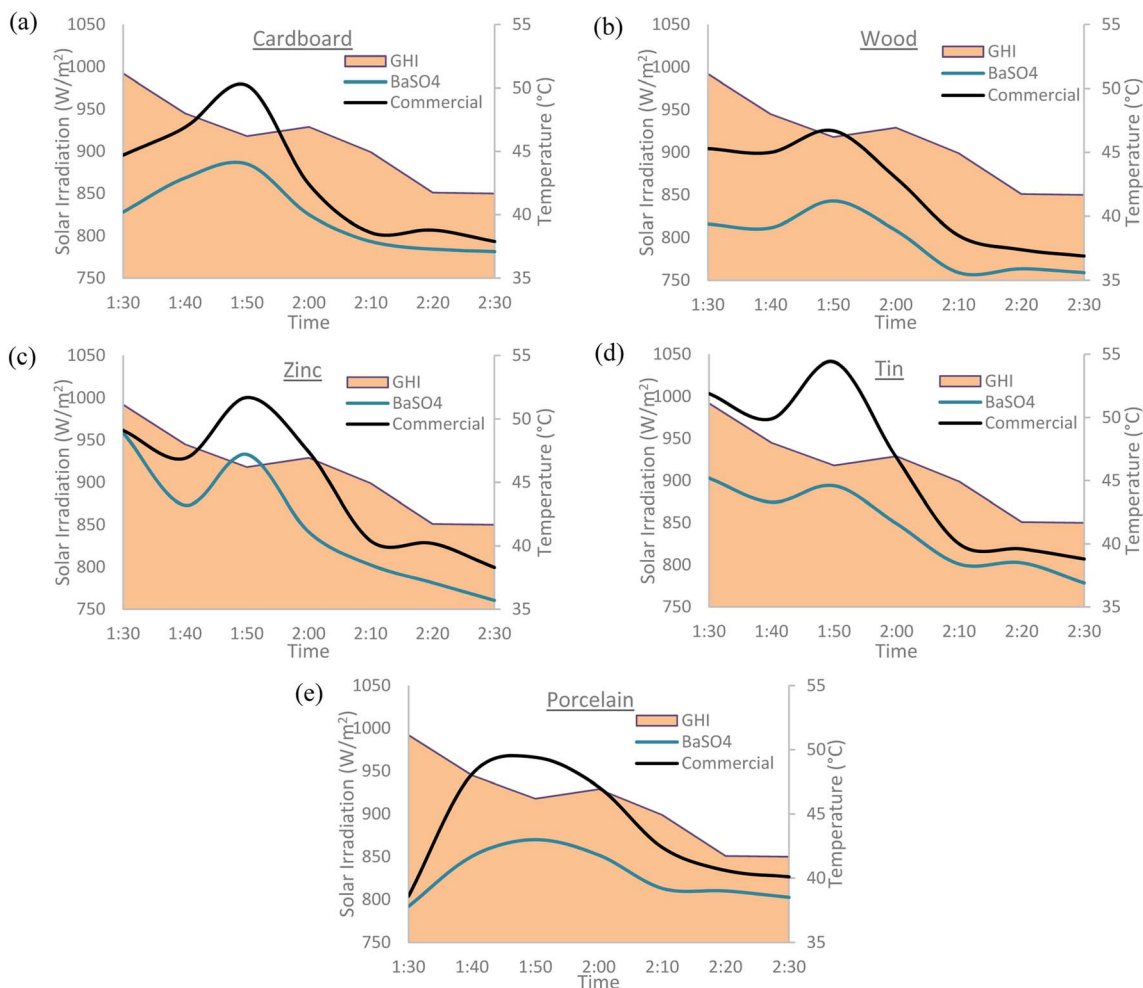 (a)
Cardboard
GHI
BaSO4
Commercial
Solar Irradiation (W/m²)
1050
1000
950
900
850
800
750
Temperature (°C)
55
50
45
40
35
1:30 1:40 1:50 2:00 2:10 2:20 2:30
Time
(b)
Wood
GHI
BaSO4
Commercial
Solar Irradiation (W/m²)
1050
1000
950
900
850
800
750
Temperature (°C)
55
50
45
40
35
1:30 1:40 1:50 2:00 2:10 2:20 2:30
Time
(c)
Zinc
GHI
BaSO4
Commercial
Solar Irradiation (W/m²)
1050
1000
950
900
850
800
750
Temperature (°C)
55
50
45
40
35
1:30 1:40 1:50 2:00 2:10 2:20 2:30
Time
(d)
Tin
GHI
BaSO4
Commercial
Solar Irradiation (W/m²)
1050
1000
950
900
850
800
750
Temperature (°C)
55
50
45
40
35
1:30 1:40 1:50 2:00 2:10 2:20 2:30
Time
(e)
Porcelain
GHI
BaSO4
Commercial
Solar Irradiation (W/m²)
1050
1000
950
900
850
800
750
Temperature (°C)
55
50
45
40
35
1:30 1:40 1:50 2:00 2:10 2:20 2:30
Time